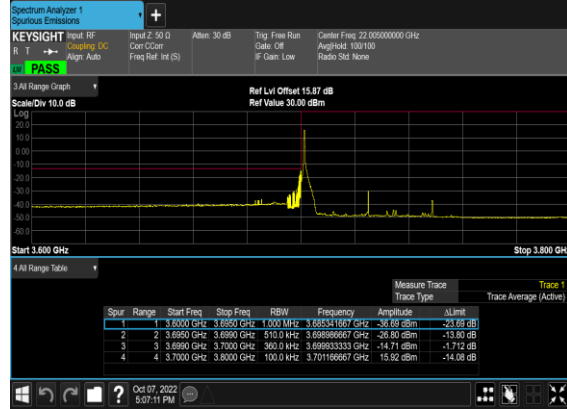 Spectrum Analyzer 1
Spurious Emissions
KEYSIGHT Input: RF Input Z: 50 Ω Atten: 30 dB Trig: Free Run Center Freq: 22.005000000 GHz
R T Coupling: DC Corr CCorr Gate: Off Avg|Hold: 100/100
Align: Auto Freq Ref: Int (S) IF Gain: Low Radio Std: None
PASS
3 All Range Graph
Ref Lvl Offset 15.87 dB
Scale/Div 10.0 dB Ref Value 30.00 dBm
Log
20.0
10.0
0.00
-10.0
-20.0
-30.0
-40.0
-50.0
-60.0
Start 3.600 GHz Stop 3.800 GH
4 All Range Table
Measure Trace Trace 1
Trace Type Trace Average (Active)
Spur Range Start Freq Stop Freq RBW Frequency Amplitude ΔLimit
1 1 3.6000 GHz 3.6950 GHz 1.000 MHz 3.685341667 GHz -36.69 dBm -23.69 dB
2 2 3.6950 GHz 3.6990 GHz 510.0 kHz 3.698986667 GHz -26.80 dBm -13.80 dB
3 3 3.6990 GHz 3.7000 GHz 360.0 kHz 3.699933333 GHz -14.71 dBm -1.712 dB
4 4 3.7000 GHz 3.8000 GHz 100.0 kHz 3.701166667 GHz 15.92 dBm -14.08 dB
? Oct 07, 2022
5:07:11 PM